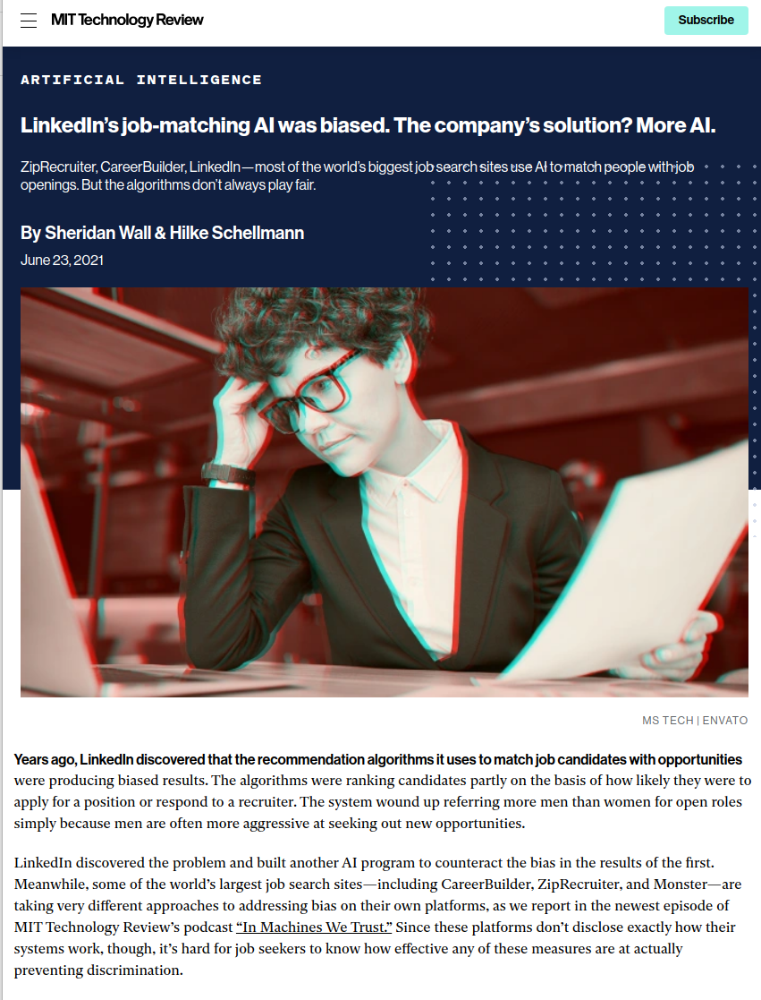 MIT Technology Review
Subscribe
ARTIFICIAL INTELLIGENCE
LinkedIn’s job-matching AI was biased. The company’s solution? More AI.
ZipRecruiter, CareerBuilder, LinkedIn—most of the world’s biggest job search sites use AI to match people with job
openings. But the algorithms don’t always play fair.
By Sheridan Wall & Hilke Schellmann
June 23, 2021
MS TECH | ENVATO
Years ago, LinkedIn discovered that the recommendation algorithms it uses to match job candidates with opportunities
were producing biased results. The algorithms were ranking candidates partly on the basis of how likely they were to
apply for a position or respond to a recruiter. The system wound up referring more men than women for open roles
simply because men are often more aggressive at seeking out new opportunities.
LinkedIn discovered the problem and built another AI program to counteract the bias in the results of the first.
Meanwhile, some of the world’s largest job search sites—including CareerBuilder, ZipRecruiter, and Monster—are
taking very different approaches to addressing bias on their own platforms, as we report in the newest episode of
MIT Technology Review’s podcast “In Machines We Trust.” Since these platforms don’t disclose exactly how their
systems work, though, it’s hard for job seekers to know how effective any of these measures are at actually
preventing discrimination.